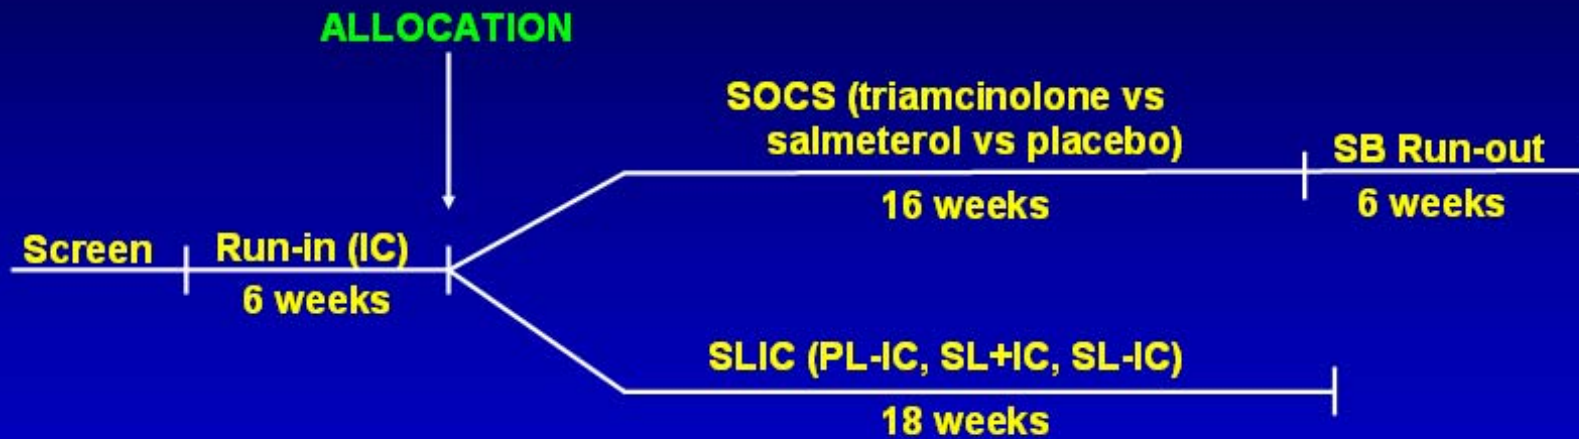 ALLOCATION
SOCS (triamcinolone vs
salmeterol vs placebo)
SB Run-out
16 weeks
6 weeks
Screen
Run-in (IC)
6 weeks
SLIC (PL-IC, SL+IC, SL-IC)
18 weeks